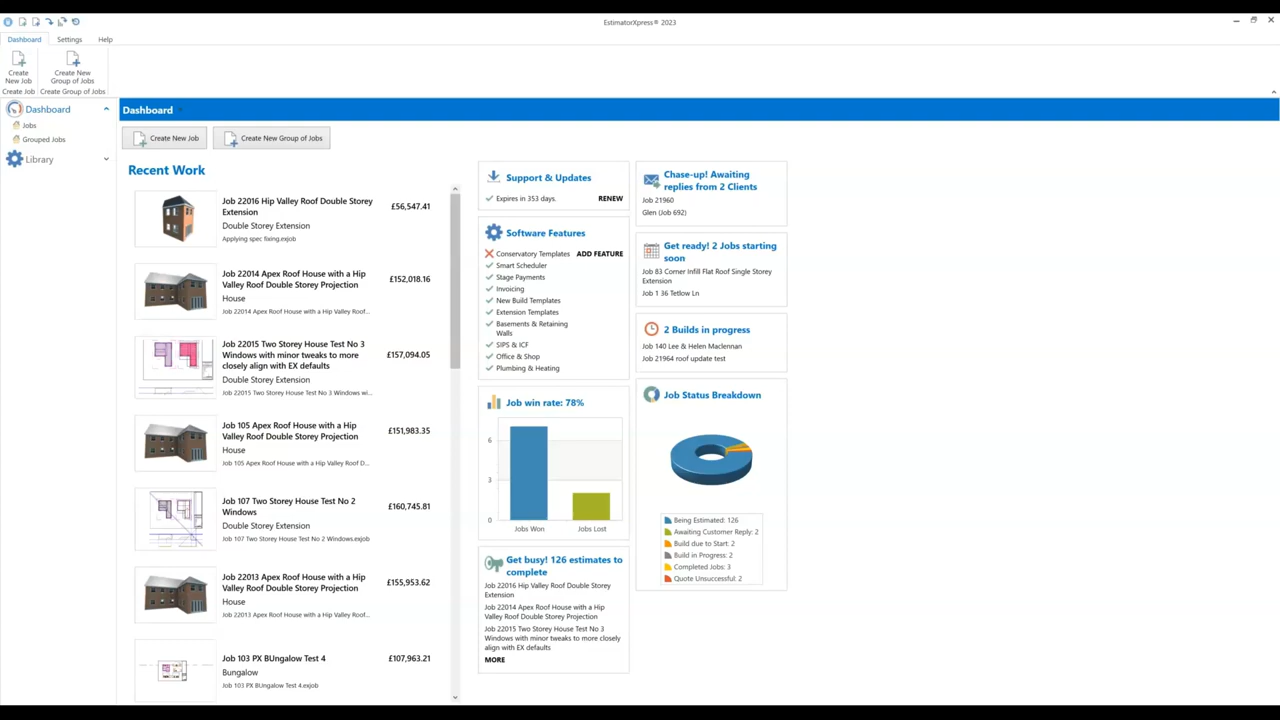 EstimatorXpress® 2023
Dashboard
Settings
Help
Create New Job
Create New Group of Jobs
Create Job
Create Group of Jobs
Dashboard
Jobs
Grouped Jobs
Library
Dashboard
Create New Job
Create New Group of Jobs
Recent Work
Job 22016 Hip Valley Roof Double Storey
Extension
£56,547.41
Double Storey Extension
Applying spec fixing.exjob
Job 22014 Apex Roof House with a Hip
Valley Roof Double Storey Projection
£152,018.16
House
Job 22014 Apex Roof House with a Hip Valley Roof...
Job 22015 Two Storey House Test No 3
Windows with minor tweaks to more
closely align with EX defaults
£157,094.05
Double Storey Extension
Job 22015 Two Storey House Test No 3 Windows wi...
Job 105 Apex Roof House with a Hip
Valley Roof Double Storey Projection
£151,983.35
House
Job 105 Apex Roof House with a Hip Valley Roof D...
Job 107 Two Storey House Test No 2
Windows
£160,745.81
Double Storey Extension
Job 107 Two Storey House Test No 2 Windows.exjob
Job 22013 Apex Roof House with a Hip
Valley Roof Double Storey Projection
£155,953.62
House
Job 22013 Apex Roof House with a Hip Valley Roof...
Job 103 PX BUngalow Test 4
£107,963.21
Bungalow
Job 103 PX BUngalow Test 4.exjob
Support & Updates
Expires in 353 days.
RENEW
Software Features
Conservatory Templates
ADD FEATURE
Smart Scheduler
Stage Payments
Invoicing
New Build Templates
Extension Templates
Basements & Retaining
Walls
SIPS & ICF
Office & Shop
Plumbing & Heating
Job win rate: 78%
6
3
0
Jobs Won
Jobs Lost
Get busy! 126 estimates to
complete
Job 22016 Hip Valley Roof Double Storey
Extension
Job 22014 Apex Roof House with a Hip
Valley Roof Double Storey Projection
Job 22015 Two Storey House Test No 3
Windows with minor tweaks to more closely
align with EX defaults
MORE
Chase-up! Awaiting
replies from 2 Clients
Job 21960
Glen (Job 692)
Get ready! 2 Jobs starting
soon
Job 83 Corner Infill Flat Roof Single Storey
Extension
Job 1 36 Tetlow Ln
2 Builds in progress
Job 140 Lee & Helen Maclennan
Job 21964 roof update test
Job Status Breakdown
Being Estimated: 126
Awaiting Customer Reply: 2
Build due to Start: 2
Build in Progress: 2
Completed Jobs: 3
Quote Unsuccessful: 2